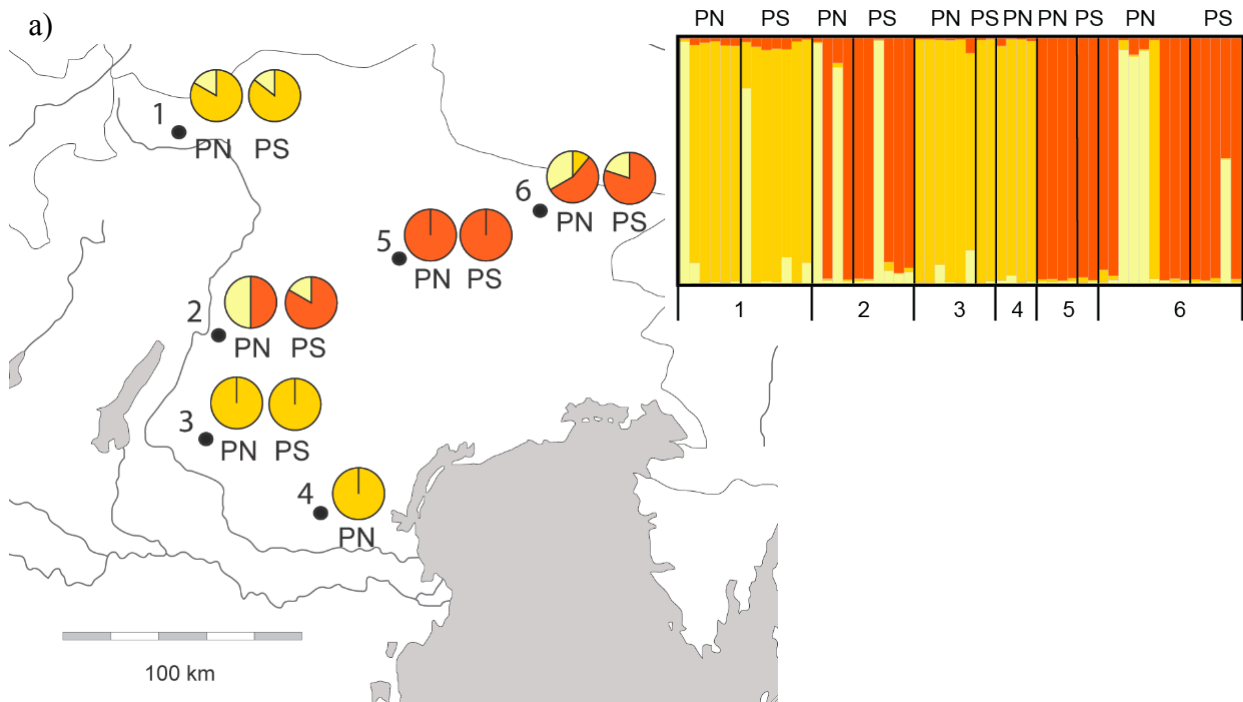 a)
PN PS PN PS PN PS PN PN PS PN PS
1 2 3 4 5 6
1
PN PS
6
PN PS
5
PN PS
2
PN PS
3
PN PS
4
PN
100 km